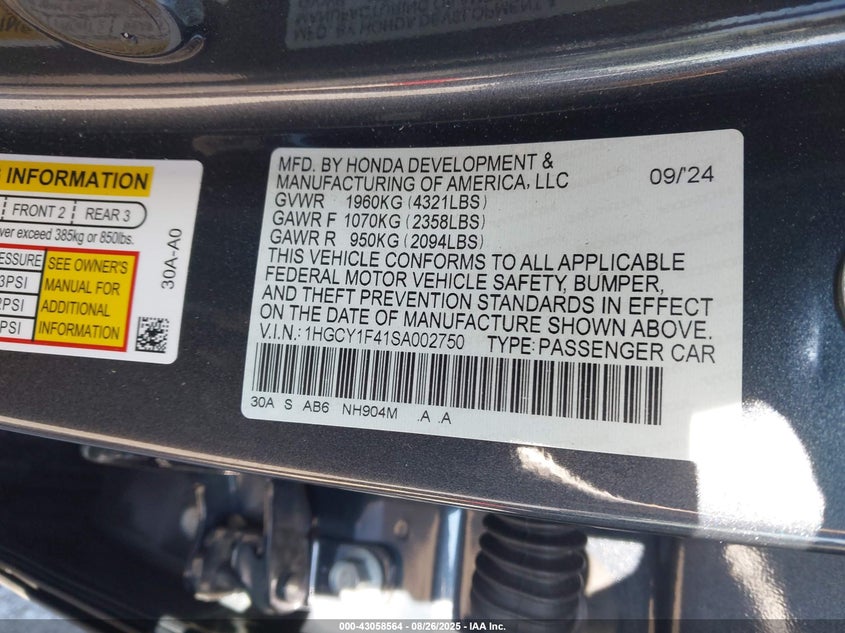 MFD. BY HONDA DEVELOPMENT &
MANUFACTURING OF AMERICA, LLC 09/'24
GVWR 1960KG (4321LBS)
GAWR F 1070KG (2358LBS)
GAWR R 950KG (2094LBS)
THIS VEHICLE CONFORMS TO ALL APPLICABLE
FEDERAL MOTOR VEHICLE SAFETY, BUMPER,
AND THEFT PREVENTION STANDARDS IN EFFECT
ON THE DATE OF MANUFACTURE SHOWN ABOVE.
V.I.N.: 1HGCY1F41SA002750 TYPE: PASSENGER CAR
30A S AB6 NH904M .A .A
INFORMATION
FRONT 2 REAR 3
exceed 385kg or 850lbs.
SEE OWNER'S
MANUAL FOR
ADDITIONAL
INFORMATION
PSI
PSI
PSI
30A-A0
000-43058564 - 08/26/2025 - IAA Inc.